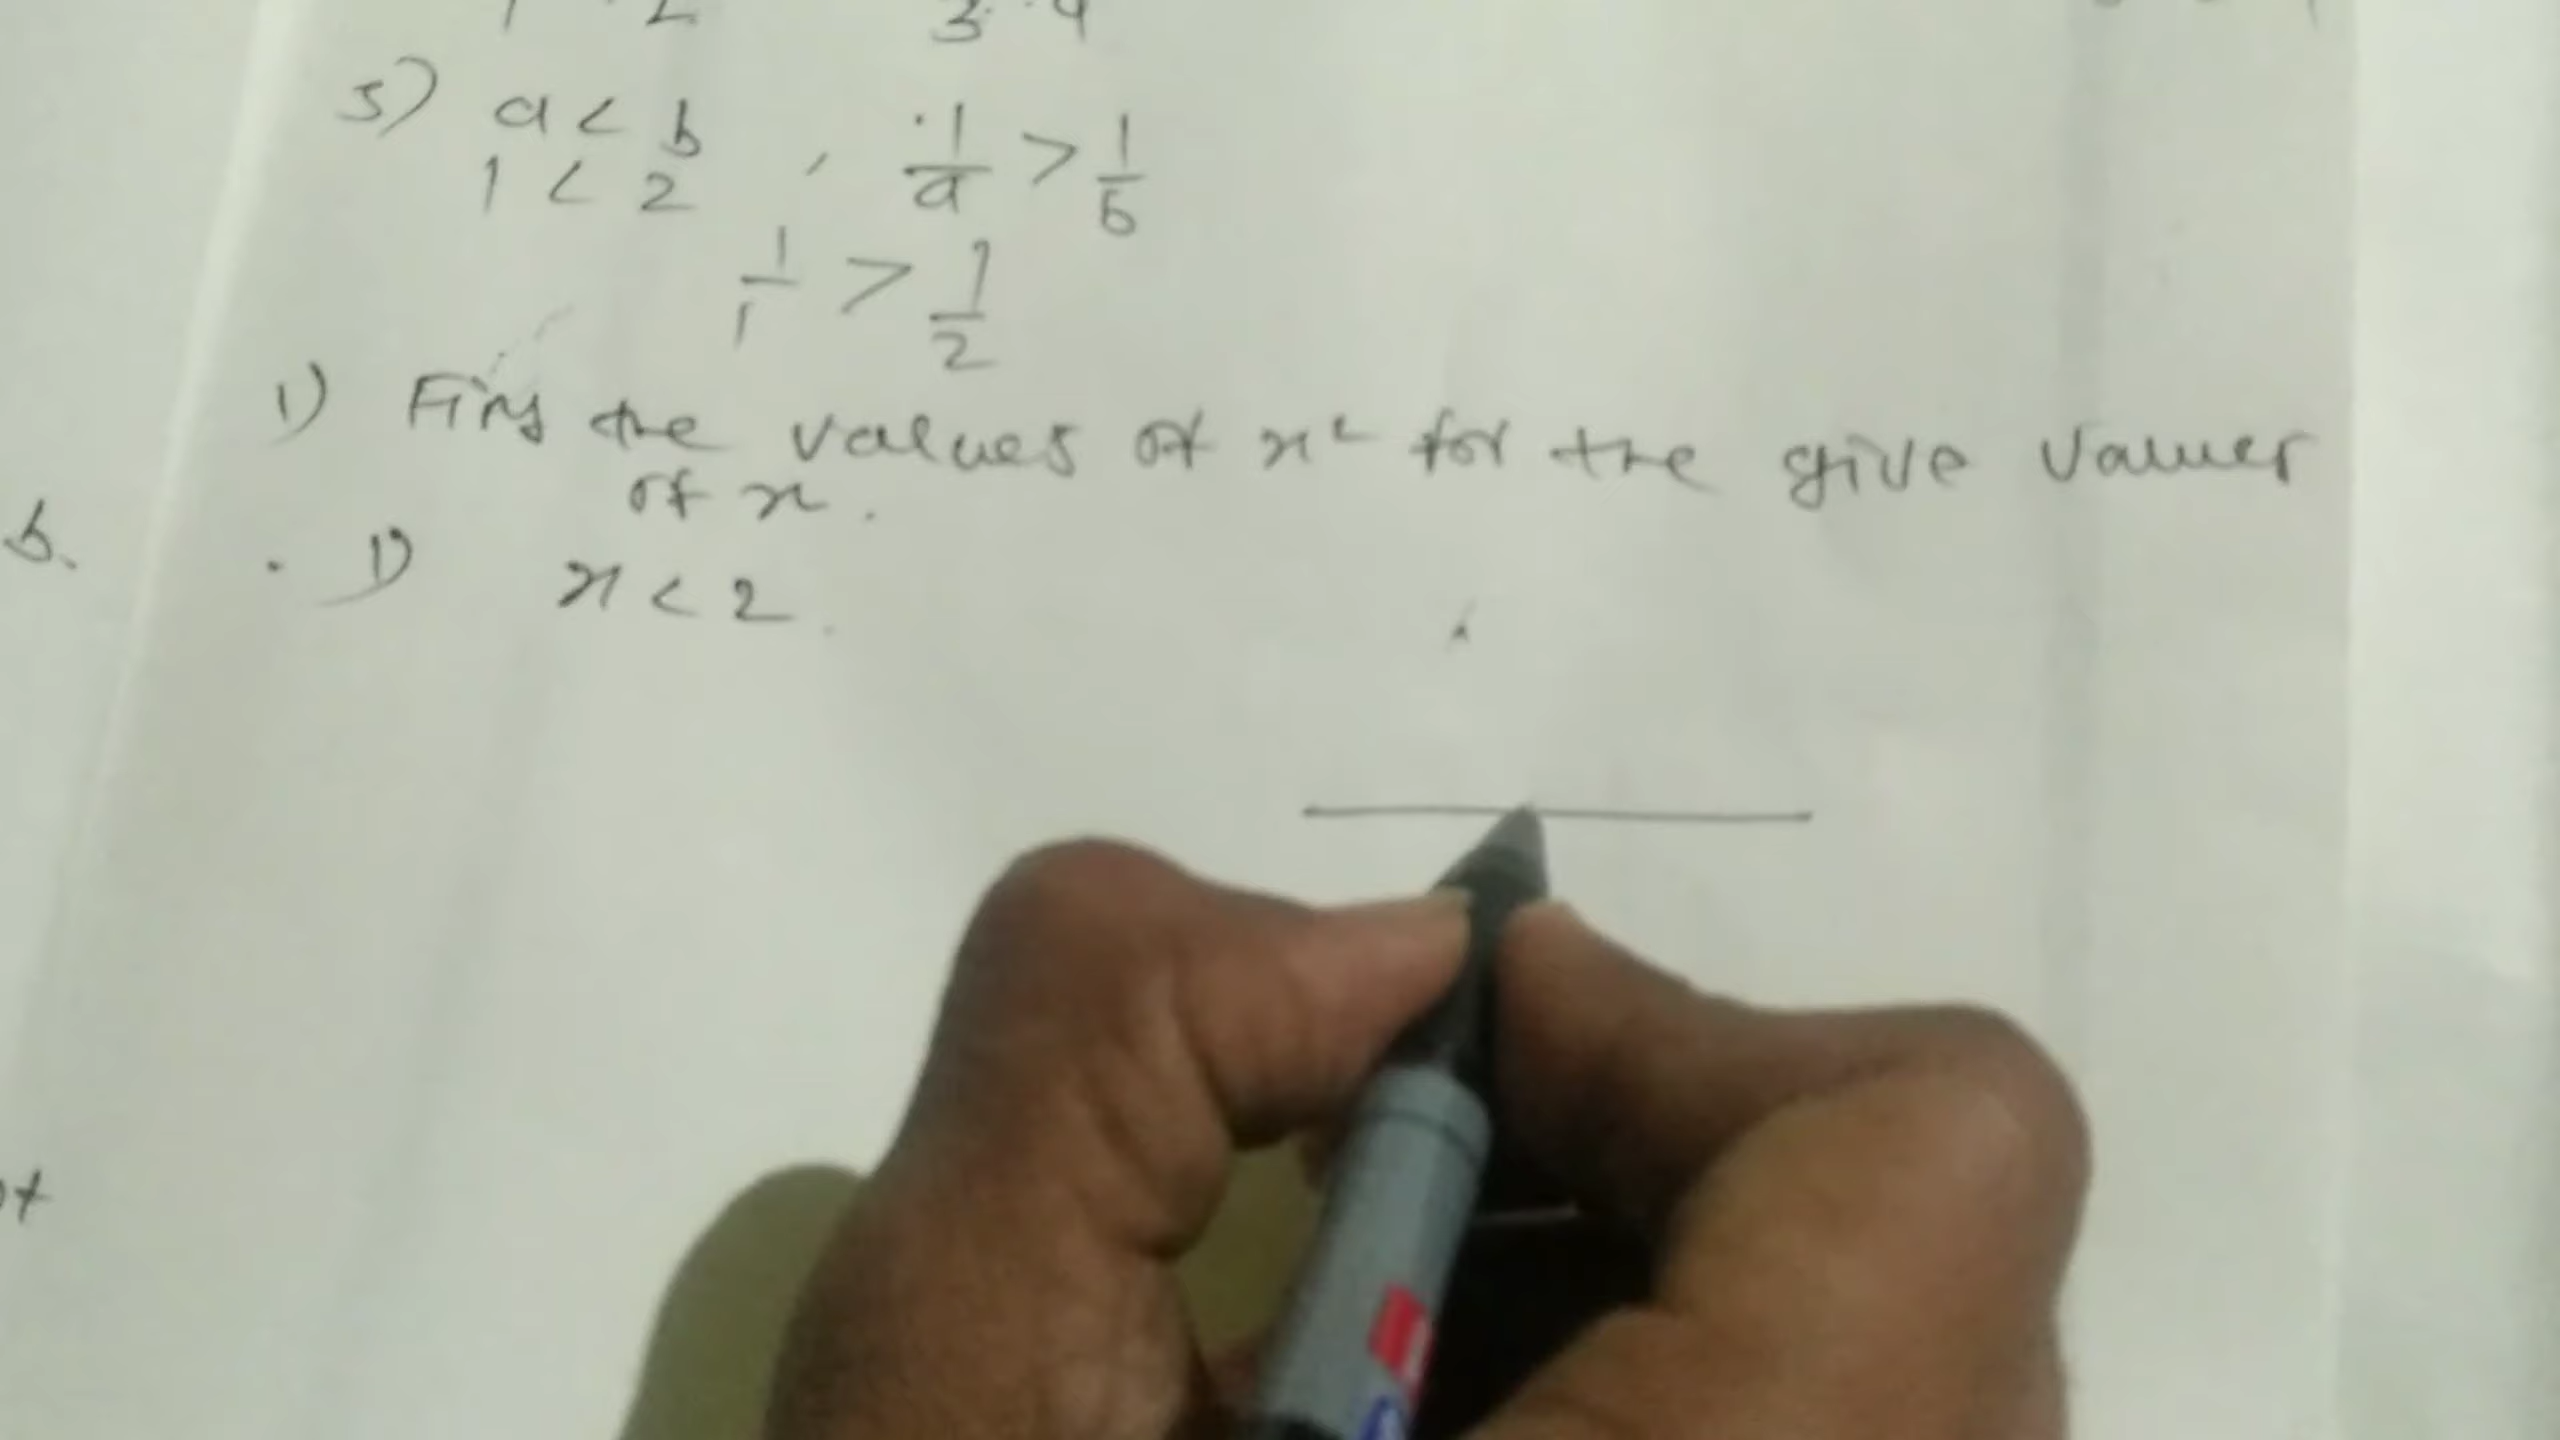 5) a < b , 1/a > 1/b
1 < 2
1/1 > 1/2
1) Find the values of x² for the give values
of x.
b.
1) x < 2.